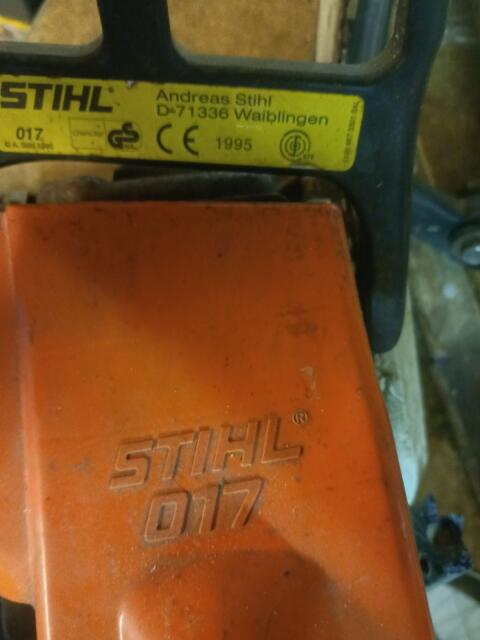 STIHL
Andreas Stihl
D-71336 Waiblingen
017
CE 1995
STIHL®
017